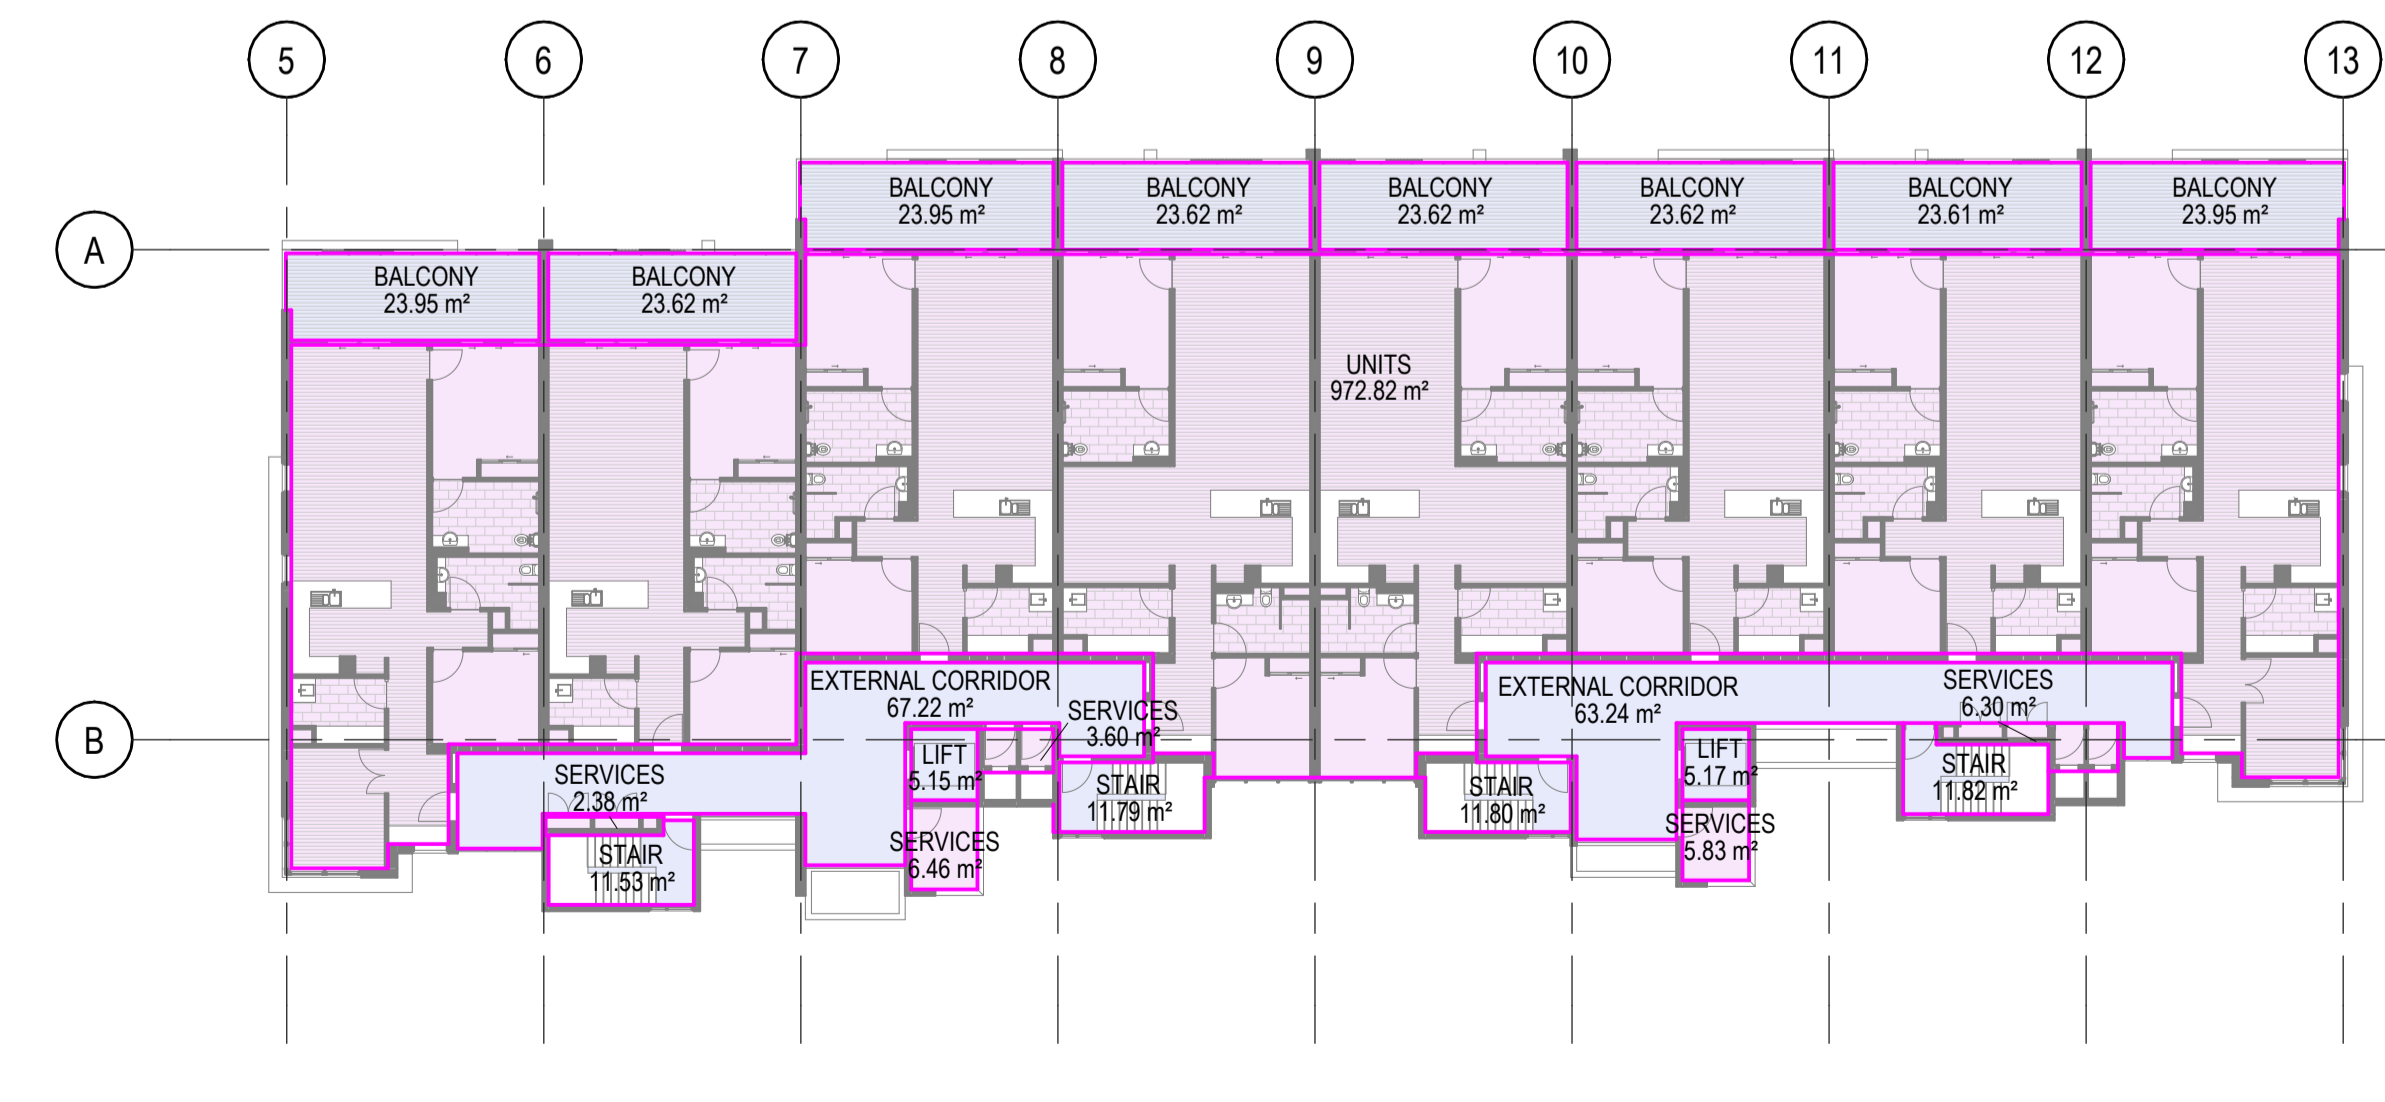 5
6
7
8
9
10
11
12
13
A
B
BALCONY
23.95 m²
BALCONY
23.62 m²
BALCONY
23.62 m²
BALCONY
23.62 m²
BALCONY
23.61 m²
BALCONY
23.95 m²
BALCONY
23.95 m²
BALCONY
23.62 m²
UNITS
972.82 m²
EXTERNAL CORRIDOR
67.22 m²
SERVICES
3.60 m²
EXTERNAL CORRIDOR
63.24 m²
SERVICES
6.30 m²
LIFT
5.15 m²
STAIR
11.79 m²
STAIR
11.80 m²
LIFT
5.17 m²
STAIR
11.82 m²
SERVICES
2.38 m²
STAIR
11.53 m²
SERVICES
6.46 m²
SERVICES
5.83 m²